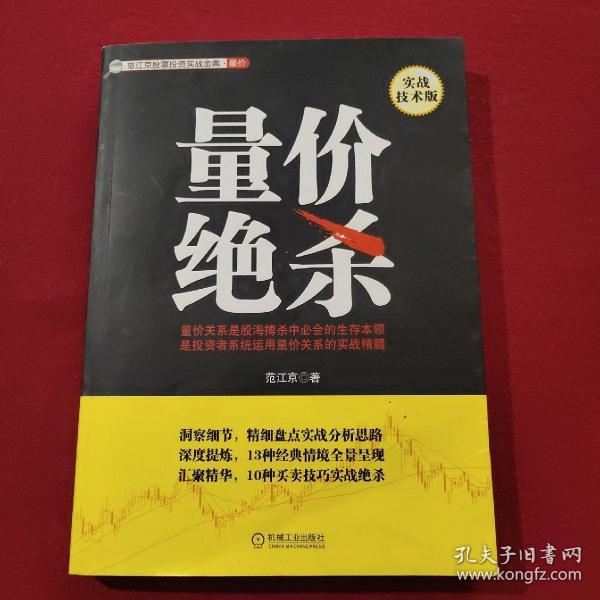 范江京股票投资实战金典·量价
实战
技术版
量价
绝杀
量价关系是股海搏杀中必会的生存本领
是投资者系统运用量价关系的实战精髓
范江京◎著
洞察细节，精细盘点实战分析思路
深度提炼，13种经典情境全景呈现
汇聚精华，10种买卖技巧实战绝杀
机械工业出版社
CHINA MACHINE PRESS
孔夫子旧书网
www.kongfz.com